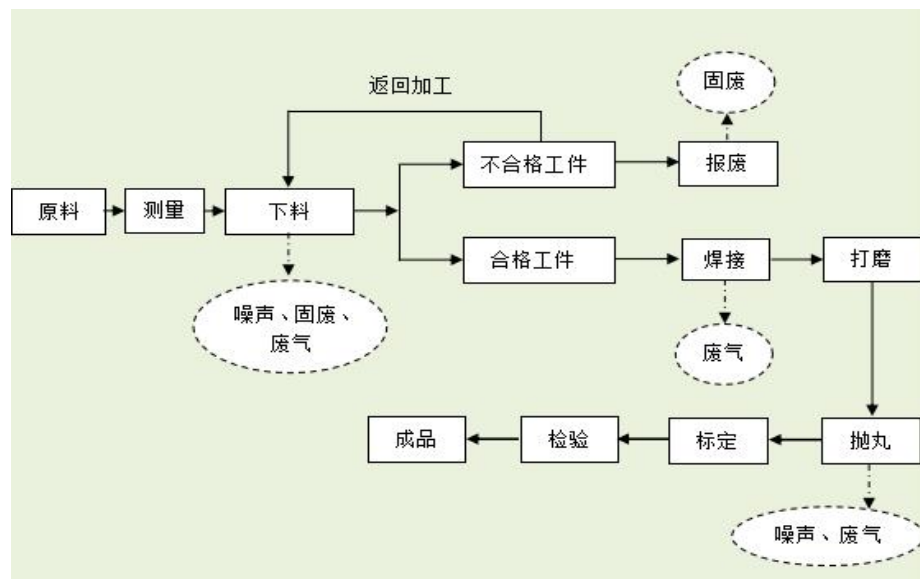 返回加工
固废
不合格工件
报废
原料
测量
下料
合格工件
焊接
打磨
噪声、固废、
废气
废气
成品
检验
标定
抛丸
噪声、废气